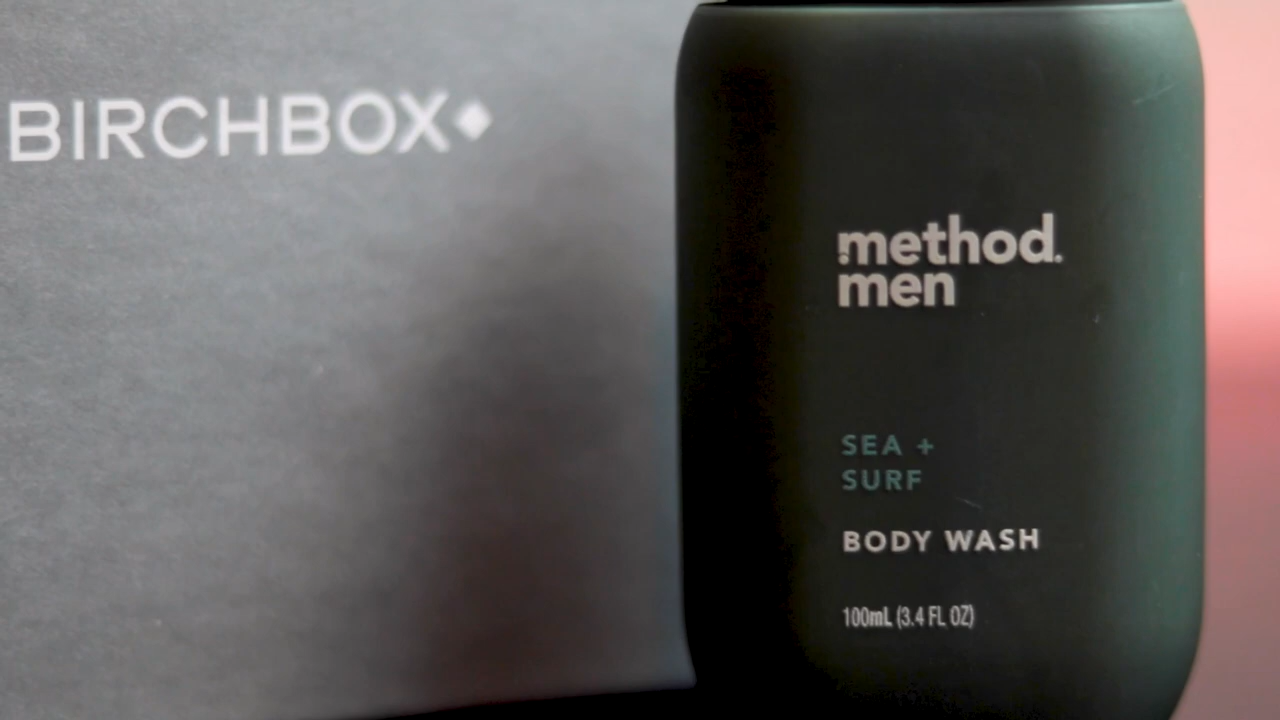 BIRCHBOX◆
method.
men
SEA +
SURF
BODY WASH
100mL (3.4 FL OZ)